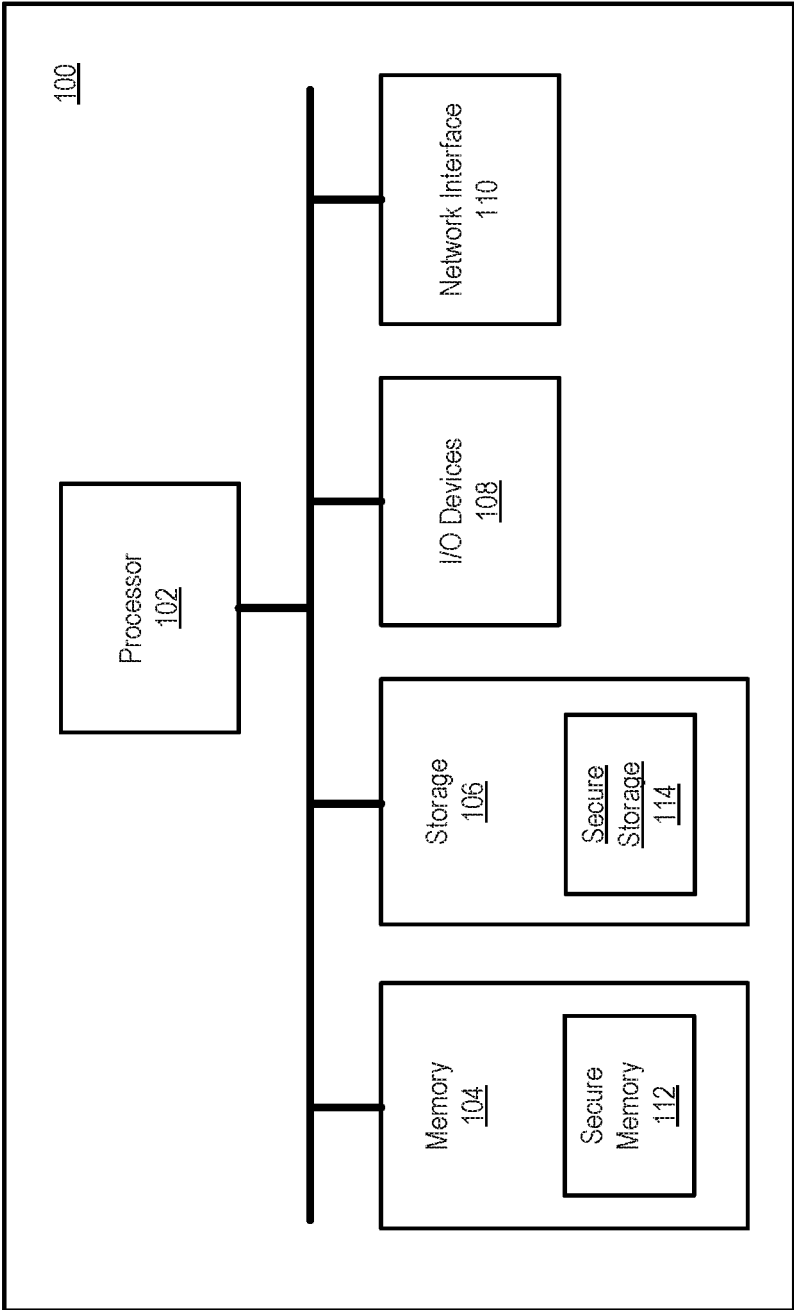 100
Processor
102
Memory
104
Secure
Memory
112
Storage
106
Secure
Storage
114
I/O Devices
108
Network Interface
110